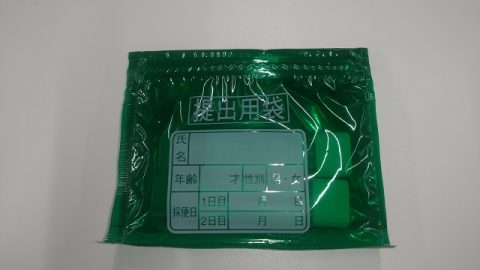 提出用袋
氏名
年齢 才 性別 男・女
採便日 1日目 月 日
2日目 月 日